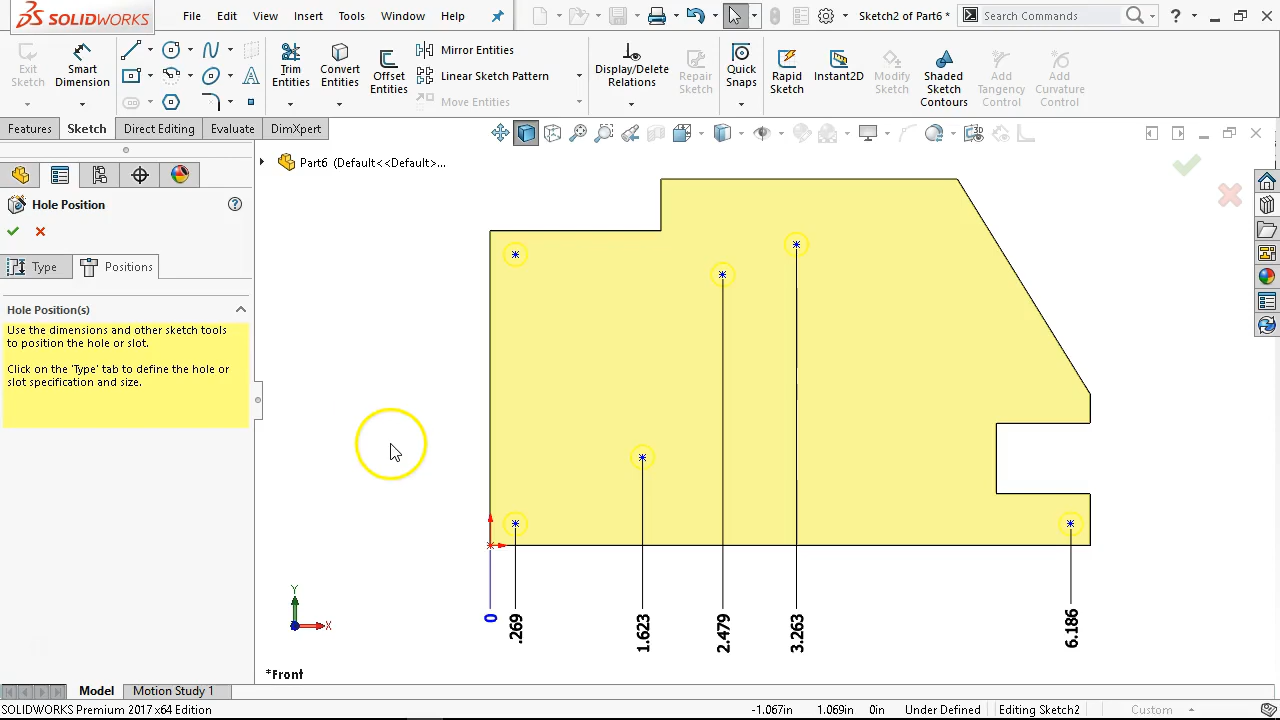 SOLIDWORKS
File Edit View Insert Tools Window Help
Sketch2 of Part6 *
Search Commands
?
Exit Sketch
Smart Dimension
Trim Entities
Convert Entities
Offset Entities
Mirror Entities
Linear Sketch Pattern
Move Entities
Display/Delete Relations
Repair Sketch
Quick Snaps
Rapid Sketch
Instant2D
Modify Sketch
Shaded Sketch Contours
Add Tangency Control
Add Curvature Control
Features Sketch Direct Editing Evaluate DimXpert
Part6 (Default<<Default>...
Hole Position
Type Positions
Hole Position(s)
Use the dimensions and other sketch tools
to position the hole or slot.
Click on the 'Type' tab to define the hole or
slot specification and size.
0
.269
1.623
2.479
3.263
6.186
Y
X
*Front
Model Motion Study 1
SOLIDWORKS Premium 2017 x64 Edition
-1.067in 1.069in 0in Under Defined Editing Sketch2 Custom